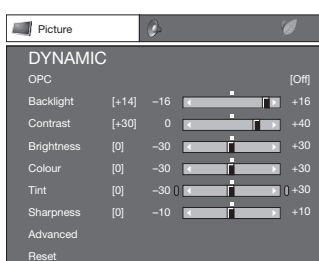 Picture
DYNAMIC
OPC [Off]
Backlight [+14] −16 +16
Contrast [+30] 0 +40
Brightness [0] −30 +30
Colour [0] −30 +30
Tint [0] −30 +30
Sharpness [0] −10 +10
Advanced
Reset